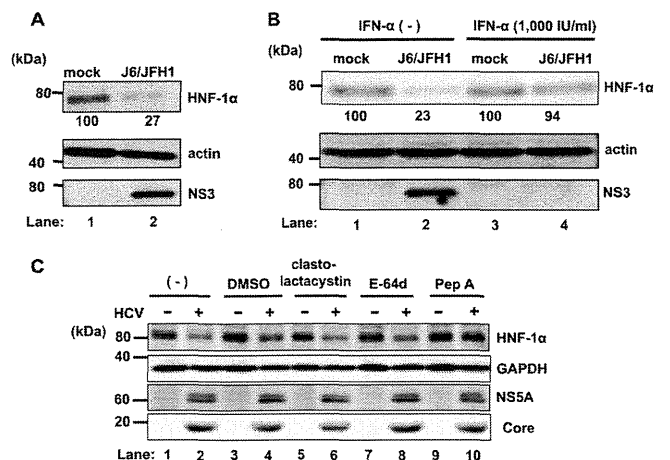 A
(kDa)
mock J6/JFH1
80 HNF-1α
100 27
40 actin
80 NS3
Lane: 1 2
B
IFN-α (-) IFN-α (1,000 IU/ml)
(kDa)
mock J6/JFH1 mock J6/JFH1
80 HNF-1α
100 23 100 94
40 actin
80 NS3
Lane: 1 2 3 4
C
(-) DMSO clasto-lactacystin E-64d Pep A
HCV - + - + - + - + - +
(kDa)
80 HNF-1α
40 GAPDH
60 NS5A
20 Core
Lane: 1 2 3 4 5 6 7 8 9 10